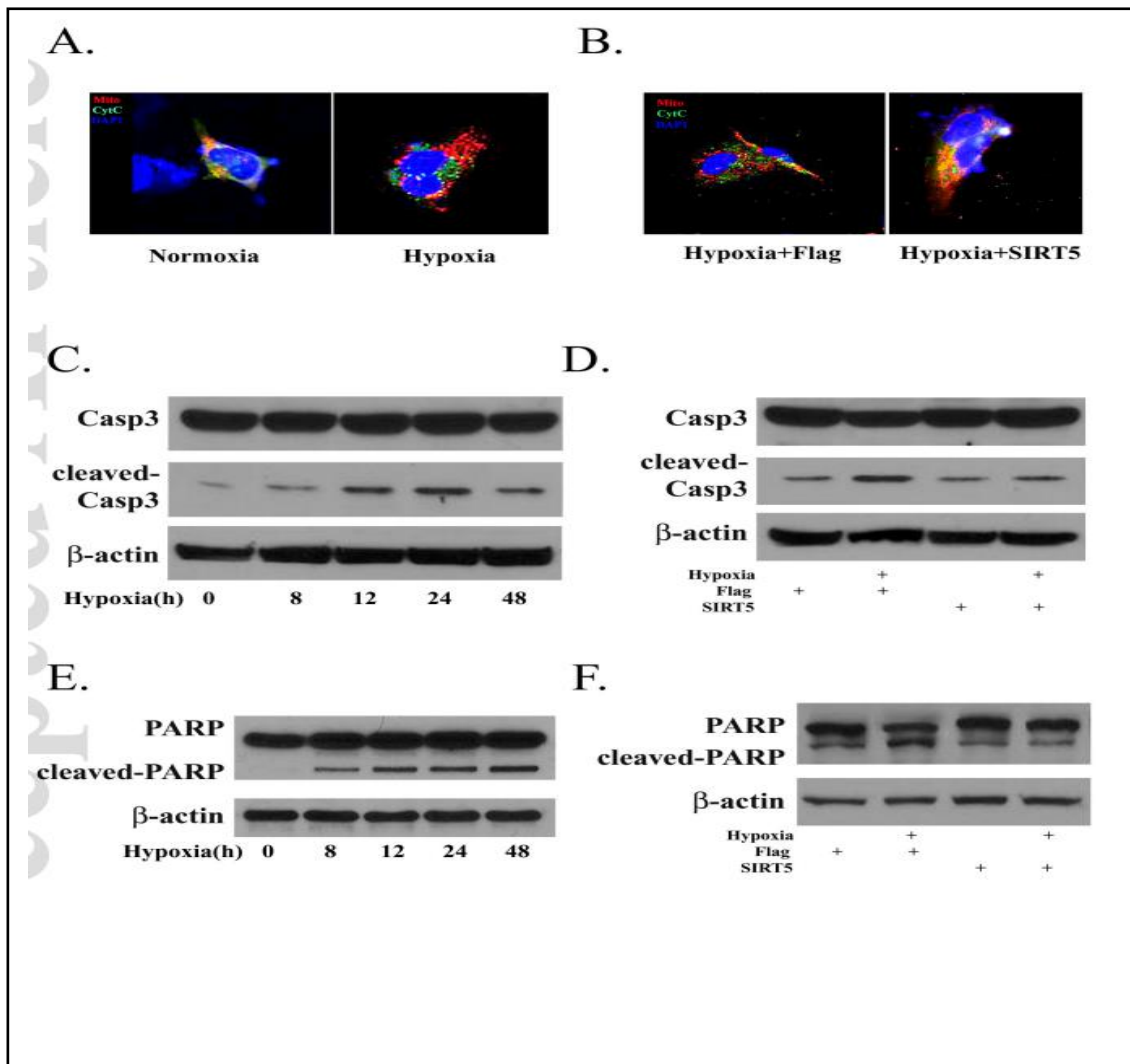 A.
B.
Mito
CytC
DAPI
Mito
CytC
DAPI
Normoxia
Hypoxia
Hypoxia+Flag
Hypoxia+SIRT5
C.
Casp3
cleaved-
Casp3
β-actin
Hypoxia(h) 0 8 12 24 48
D.
Casp3
cleaved-
Casp3
β-actin
Hypoxia + +
Flag + +
SIRT5 + +
E.
PARP
cleaved-PARP
β-actin
Hypoxia(h) 0 8 12 24 48
F.
PARP
cleaved-PARP
β-actin
Hypoxia + +
Flag + +
SIRT5 + +